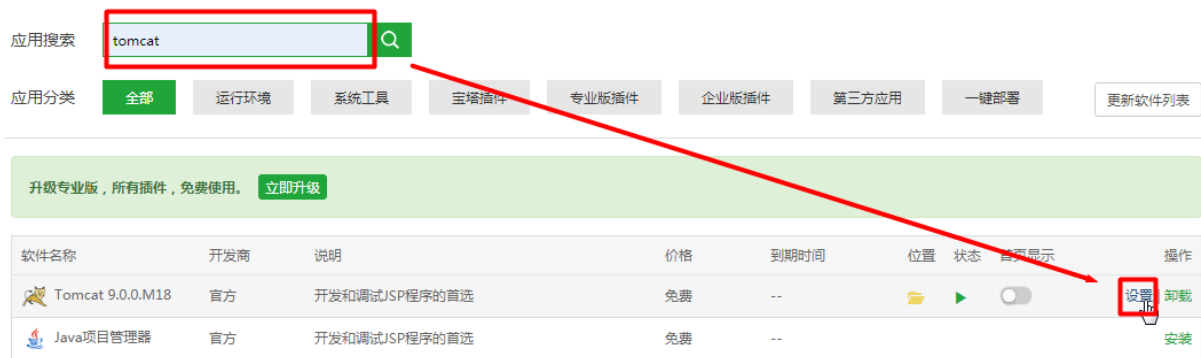 应用搜索 tomcat
应用分类 全部 运行环境 系统工具 宝塔插件 专业版插件 企业版插件 第三方应用 一键部署 更新软件列表
升级专业版，所有插件，免费使用。 立即升级
软件名称 开发商 说明 价格 到期时间 位置 状态 首页显示 操作
Tomcat 9.0.0.M18 官方 开发和调试JSP程序的首选 免费 -- 设置 | 卸载
Java项目管理器 官方 开发和调试JSP程序的首选 免费 -- 安装